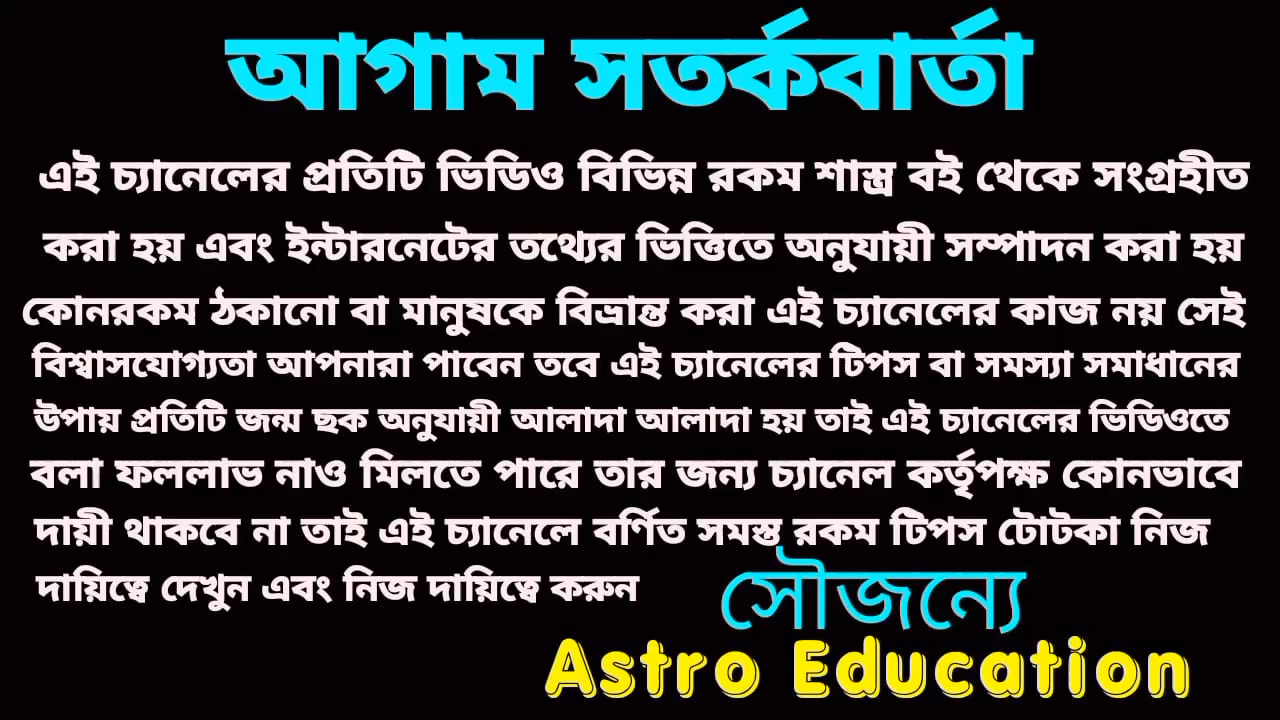 আগাম সতর্কবার্তা
এই চ্যানেলের প্রতিটি ভিডিও বিভিন্ন রকম শাস্ত্র বই থেকে সংগ্রহীত
করা হয় এবং ইন্টারনেটের তথ্যের ভিত্তিতে অনুযায়ী সম্পাদন করা হয়
কোনরকম ঠকানো বা মানুষকে বিভ্রান্ত করা এই চ্যানেলের কাজ নয় সেই
বিশ্বাসযোগ্যতা আপনারা পাবেন তবে এই চ্যানেলের টিপস বা সমস্যা সমাধানের
উপায় প্রতিটি জন্ম ছক অনুযায়ী আলাদা আলাদা হয় তাই এই চ্যানেলের ভিডিওতে
বলা ফললাভ নাও মিলতে পারে তার জন্য চ্যানেল কর্তৃপক্ষ কোনভাবে
দায়ী থাকবে না তাই এই চ্যানেলে বর্ণিত সমস্ত রকম টিপস টোটকা নিজ
দায়িত্বে দেখুন এবং নিজ দায়িত্বে করুন
সৌজন্যে
Astro Education